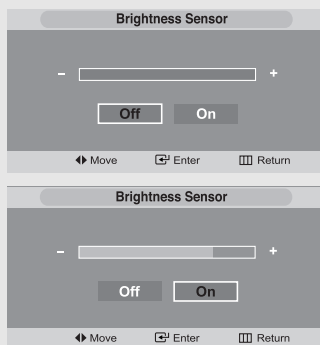 Brightness Sensor
– +
Off On
Move Enter Return
Brightness Sensor
– +
Off On
Move Enter Return